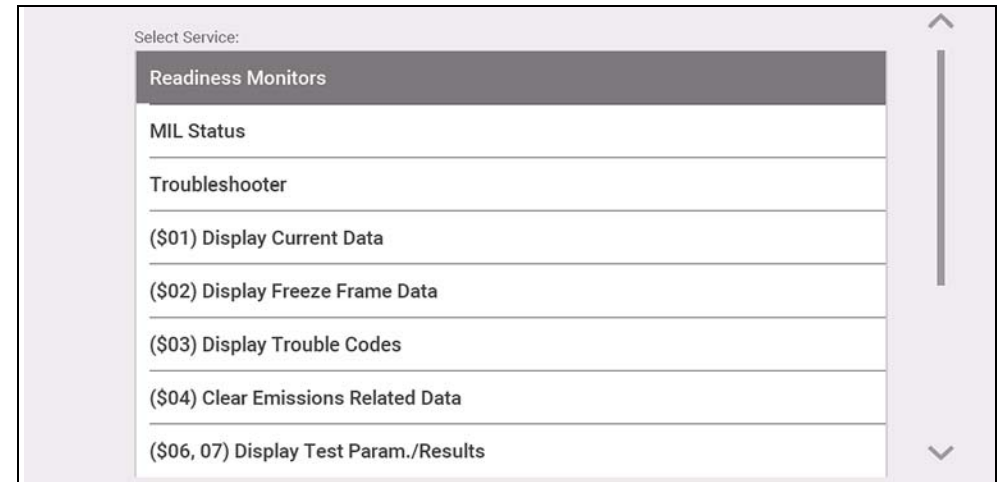 Select Service:
Readiness Monitors
MIL Status
Troubleshooter
($01) Display Current Data
($02) Display Freeze Frame Data
($03) Display Trouble Codes
($04) Clear Emissions Related Data
($06, 07) Display Test Param./Results